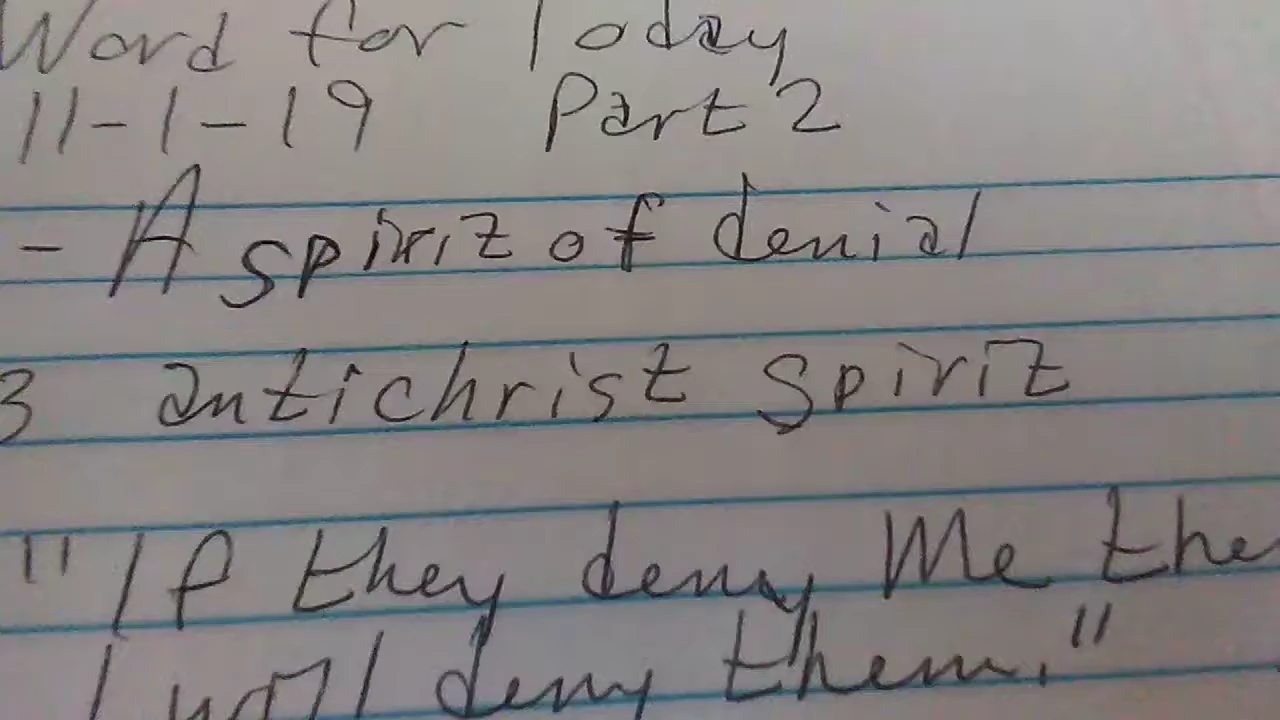 Word for Today
11-1-19 Part 2
- A spirit of denial
3 antichrist spirit
"If they deny Me the
I will deny them."